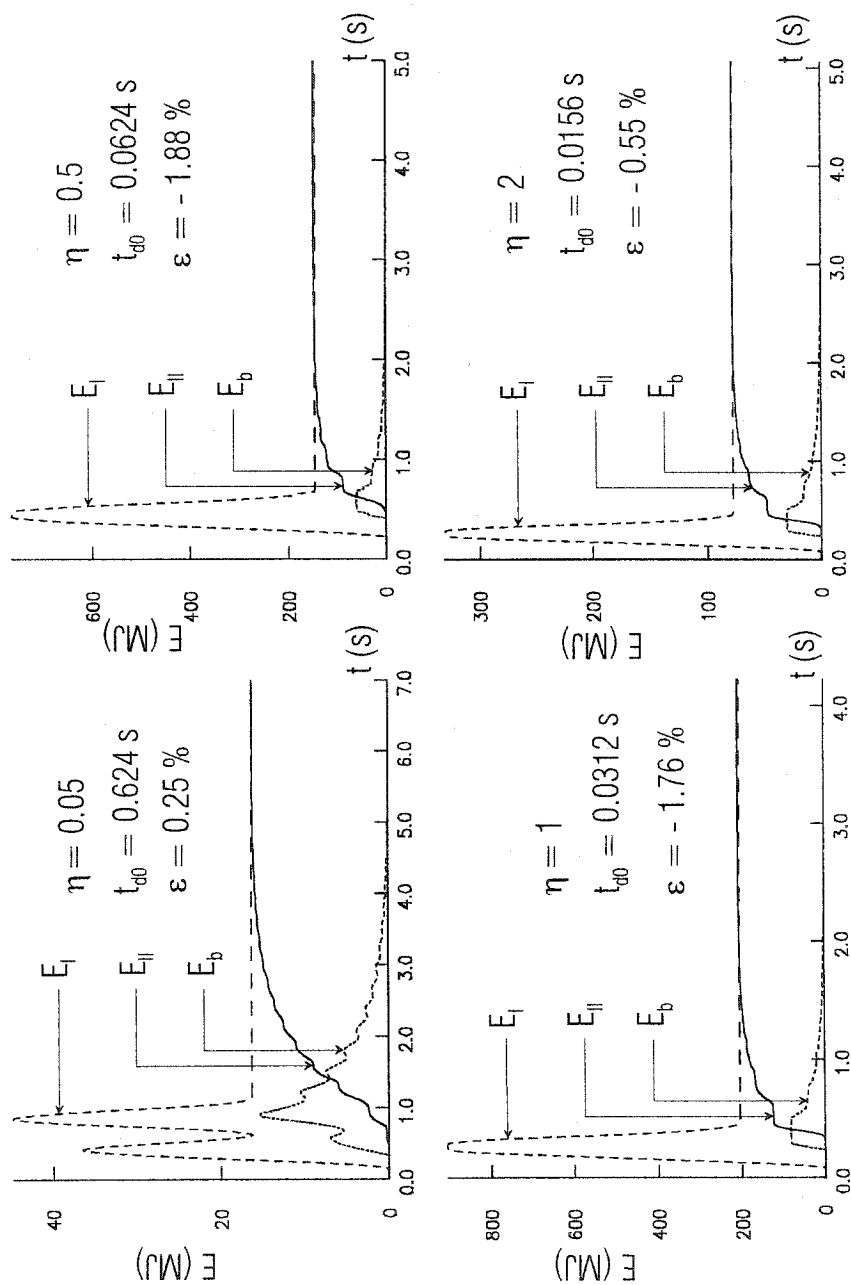 E (MJ)
40
20
0
0.0
1.0
2.0
3.0
4.0
5.0
7.0
t (s)
E_I
E_II
E_b
η = 0.05
t_d0 = 0.624 s
ε = 0.25 %
E (MJ)
600
400
200
0
0.0
1.0
2.0
3.0
4.0
5.0
t (s)
E_I
E_II
E_b
η = 0.5
t_d0 = 0.0624 s
ε = - 1.88 %
E (MJ)
800
600
400
200
0
0.0
1.0
2.0
3.0
4.0
t (s)
E_I
E_II
E_b
η = 1
t_d0 = 0.0312 s
ε = - 1.76 %
E (MJ)
300
200
100
0
0.0
1.0
2.0
3.0
4.0
5.0
t (s)
E_I
E_II
E_b
η = 2
t_d0 = 0.0156 s
ε = - 0.55 %